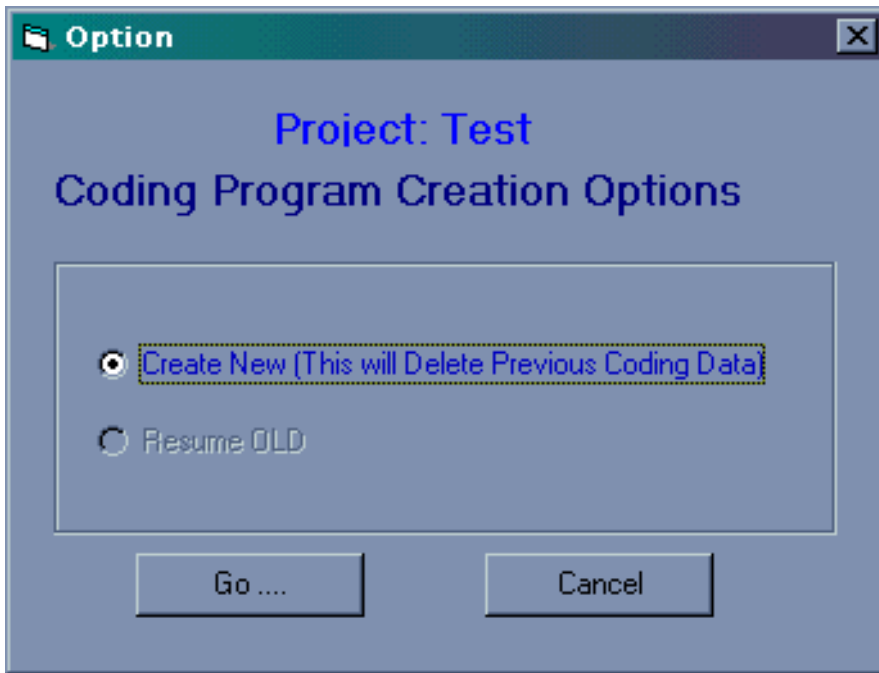 Option
Project: Test
Coding Program Creation Options
Create New (This will Delete Previous Coding Data)
Resume OLD
Go ....
Cancel